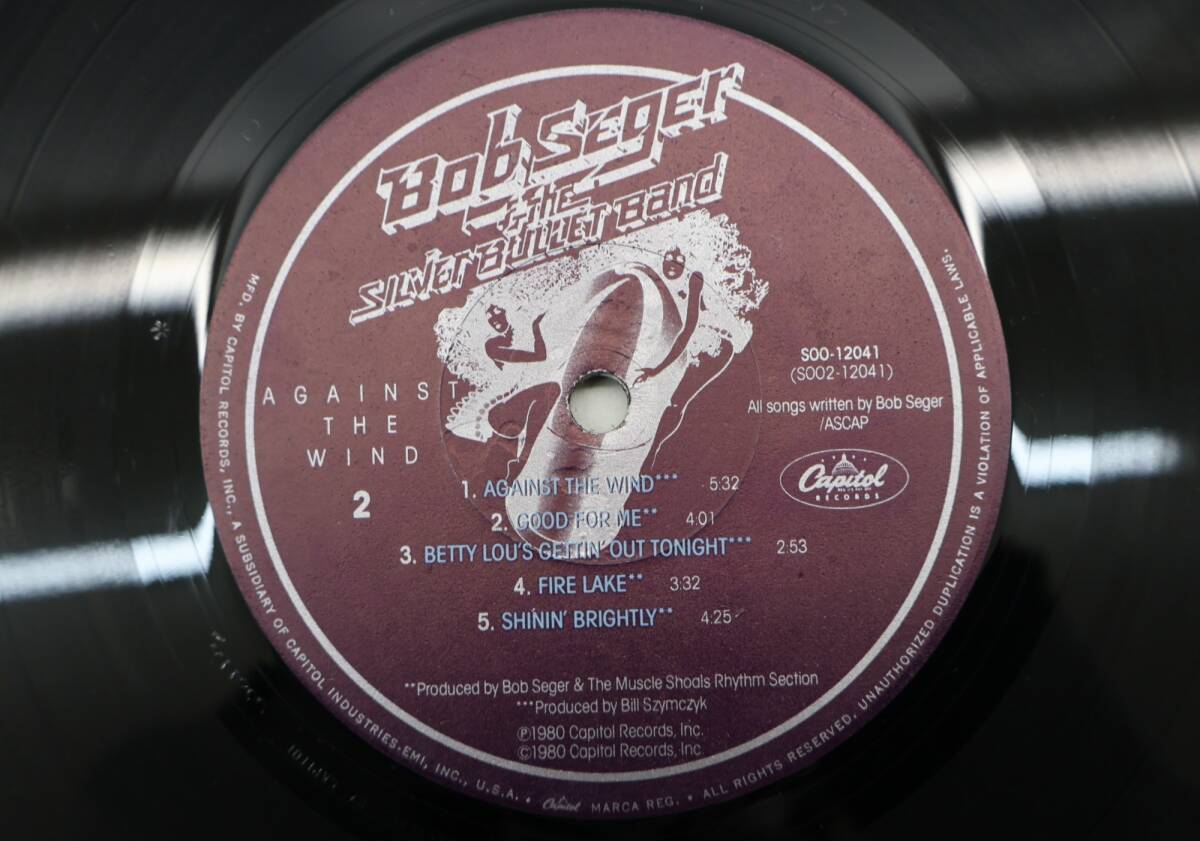 Bob Seger
& the
Silver Bullet Band
AGAINST
THE
WIND
2
SOO-12041
(SOO2-12041)
All songs written by Bob Seger
/ASCAP
Capitol
RECORDS
1. AGAINST THE WIND*** 5:32
2. GOOD FOR ME** 4:01
3. BETTY LOU'S GETTIN' OUT TONIGHT*** 2:53
4. FIRE LAKE** 3:32
5. SHININ' BRIGHTLY** 4:25
**Produced by Bob Seger & The Muscle Shoals Rhythm Section
***Produced by Bill Szymczyk
℗1980 Capitol Records, Inc.
©1980 Capitol Records, Inc.
MFD. BY CAPITOL RECORDS, INC., A SUBSIDIARY OF CAPITOL INDUSTRIES-EMI, INC., U.S.A. • Capitol MARCA REG. • ALL RIGHTS RESERVED. UNAUTHORIZED DUPLICATION IS A VIOLATION OF APPLICABLE LAWS.